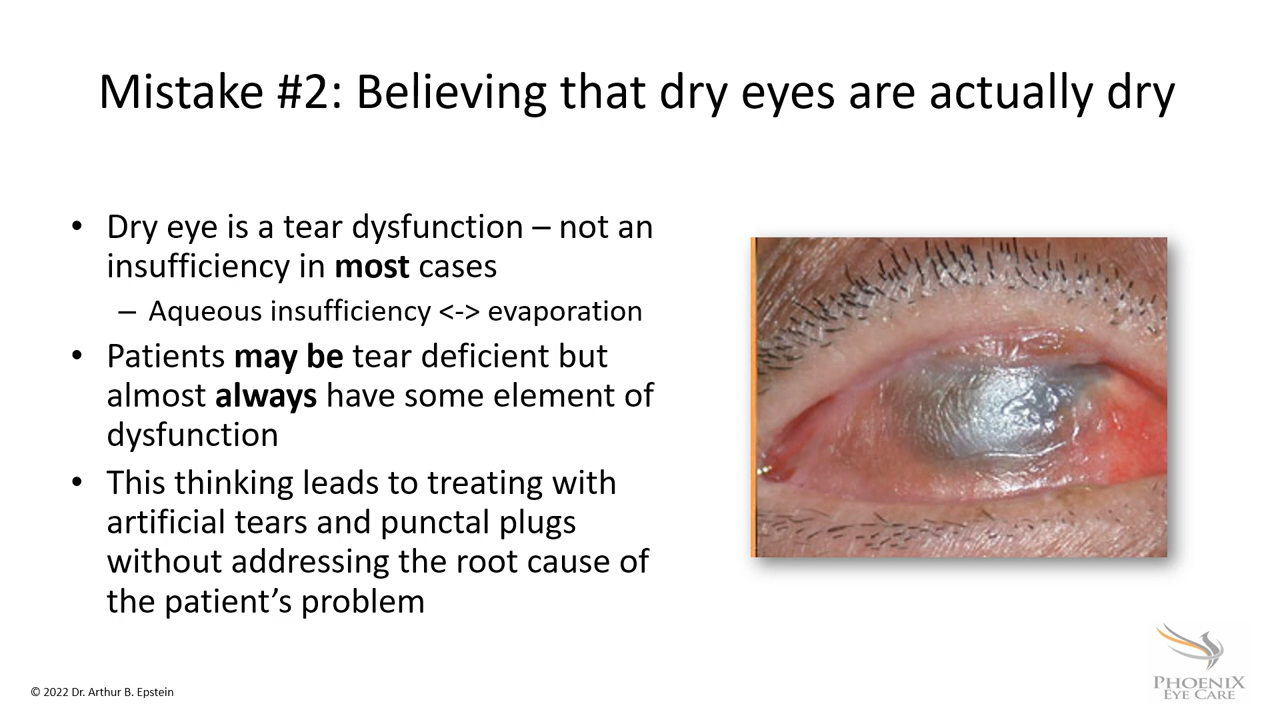 Mistake #2: Believing that dry eyes are actually dry
• Dry eye is a tear dysfunction – not an
insufficiency in most cases
– Aqueous insufficiency <-> evaporation
• Patients may be tear deficient but
almost always have some element of
dysfunction
• This thinking leads to treating with
artificial tears and punctal plugs
without addressing the root cause of
the patient’s problem
© 2022 Dr. Arthur B. Epstein
PHOENIX
EYE CARE